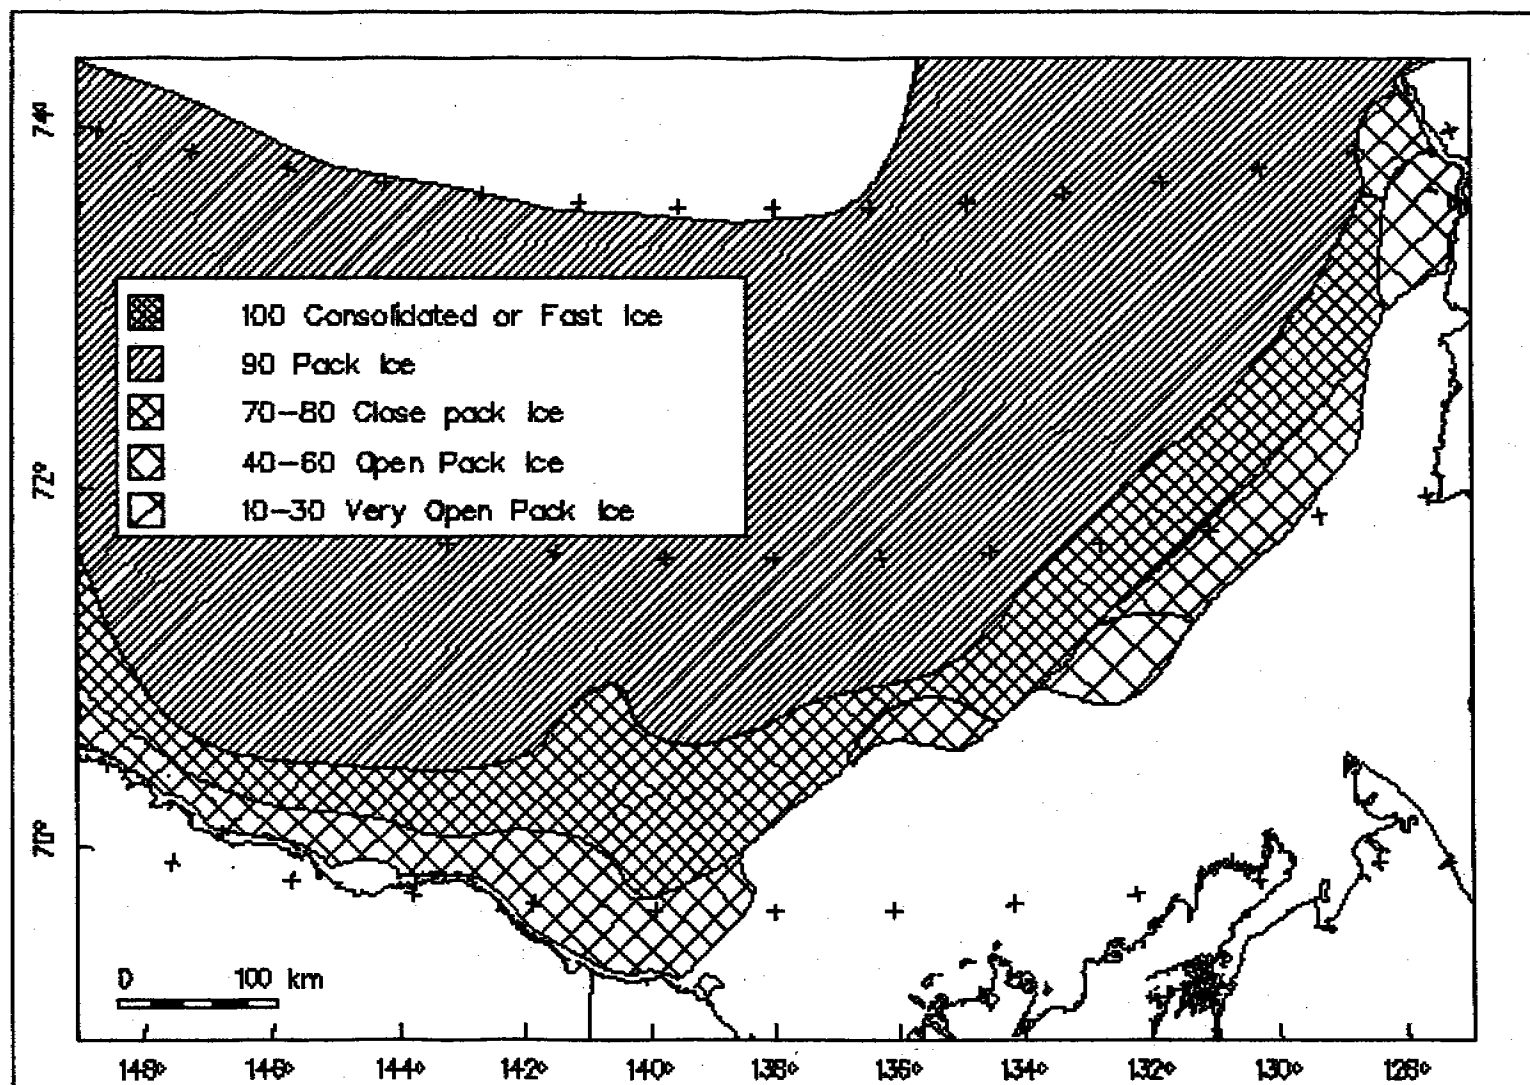 74°
100 Consolidated or Fast Ice
90 Pack Ice
70-80 Close pack Ice
72°
40-60 Open Pack Ice
10-30 Very Open Pack Ice
70°
0 100 km
148° 146° 144° 142° 140° 138° 136° 134° 132° 130° 128°